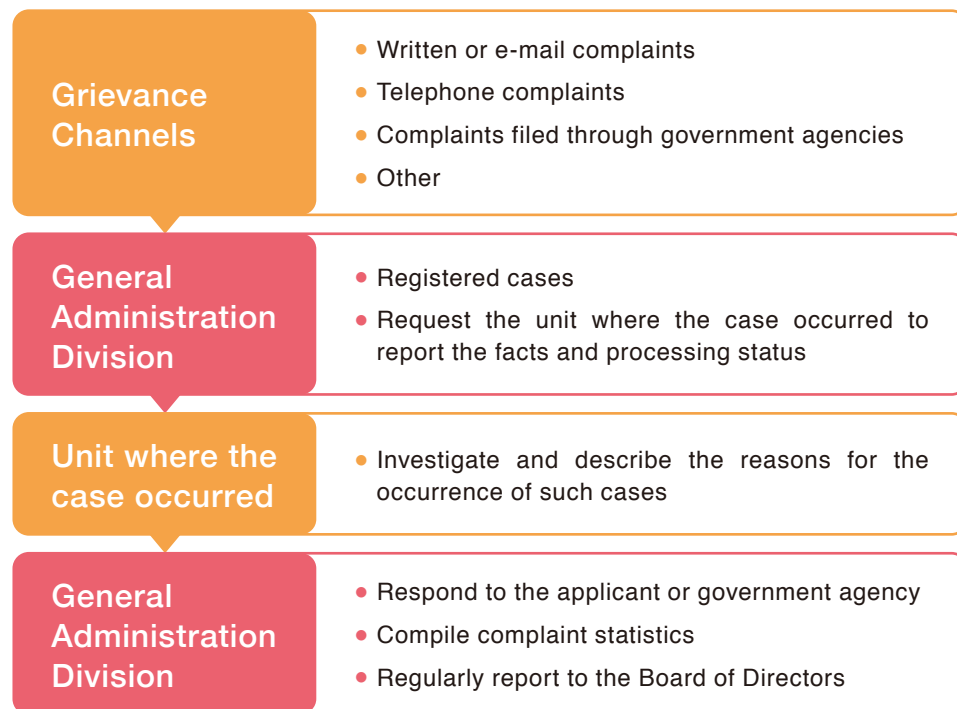 Grievance
Channels
Written or e-mail complaints
Telephone complaints
Complaints filed through government agencies
Other
General
Administration
Division
Registered cases
Request the unit where the case occurred to
report the facts and processing status
Unit where the
case occurred
Investigate and describe the reasons for the
occurrence of such cases
General
Administration
Division
Respond to the applicant or government agency
Compile complaint statistics
Regularly report to the Board of Directors